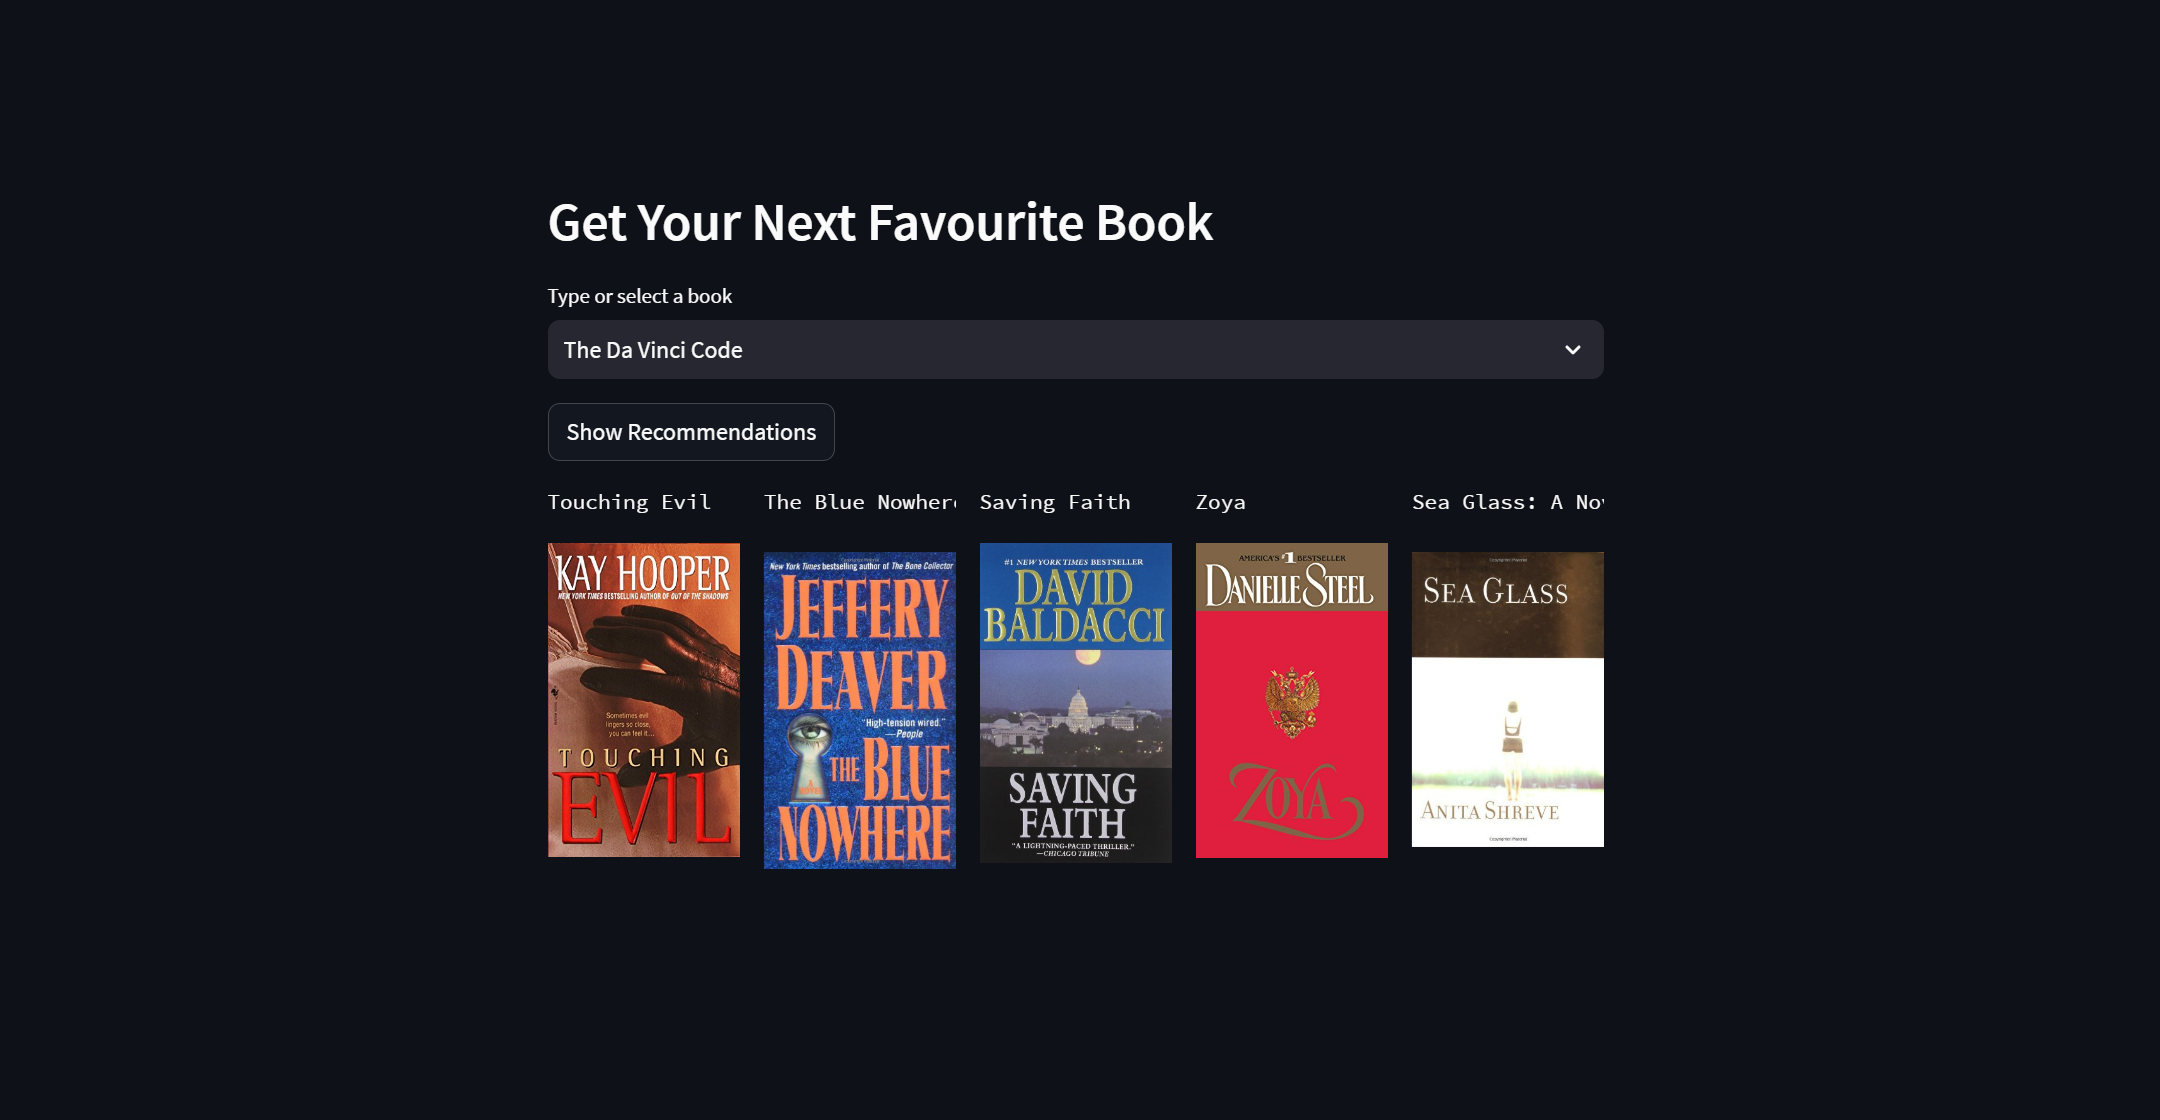 Get Your Next Favourite Book
Type or select a book
The Da Vinci Code
Show Recommendations
Touching Evil
The Blue Nowhere
Saving Faith
Zoya
Sea Glass: A Nov
KAY HOOPER
NEW YORK TIMES BESTSELLING AUTHOR OF OUT OF THE SHADOWS
Sometimes evil
lingers so close,
you can feel it....
TOUCHING
EVIL
New York Times bestselling author of The Bone Collector
JEFFERY
DEAVER
"High-tension wired."
—People
THE BLUE
NOWHERE
#1 NEW YORK TIMES BESTSELLER
DAVID
BALDACCI
SAVING
FAITH
"A LIGHTNING-PACED THRILLER."
—CHICAGO TRIBUNE
AMERICA'S #1 BESTSELLER
DANIELLE STEEL
ZOYA
SEA GLASS
ANITA SHREVE